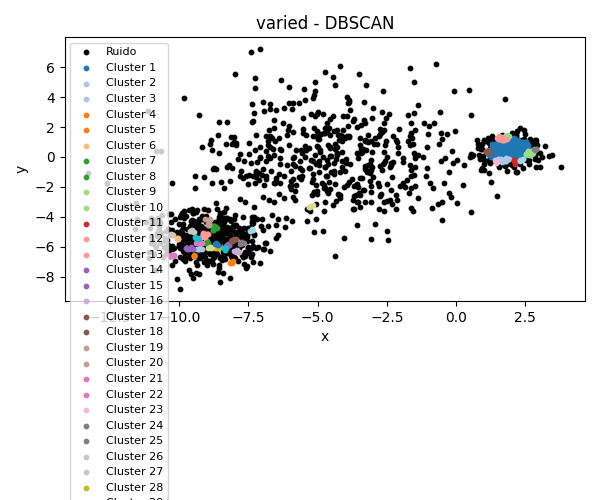 varied - DBSCAN
Ruido
Cluster 1
Cluster 2
Cluster 3
Cluster 4
Cluster 5
Cluster 6
Cluster 7
Cluster 8
Cluster 9
Cluster 10
Cluster 11
Cluster 12
Cluster 13
Cluster 14
Cluster 15
Cluster 16
Cluster 17
Cluster 18
Cluster 19
Cluster 20
Cluster 21
Cluster 22
Cluster 23
Cluster 24
Cluster 25
Cluster 26
Cluster 27
Cluster 28
y
6
4
2
0
−2
−4
−6
−8
−7.5
−5.0
−2.5
0.0
2.5
x